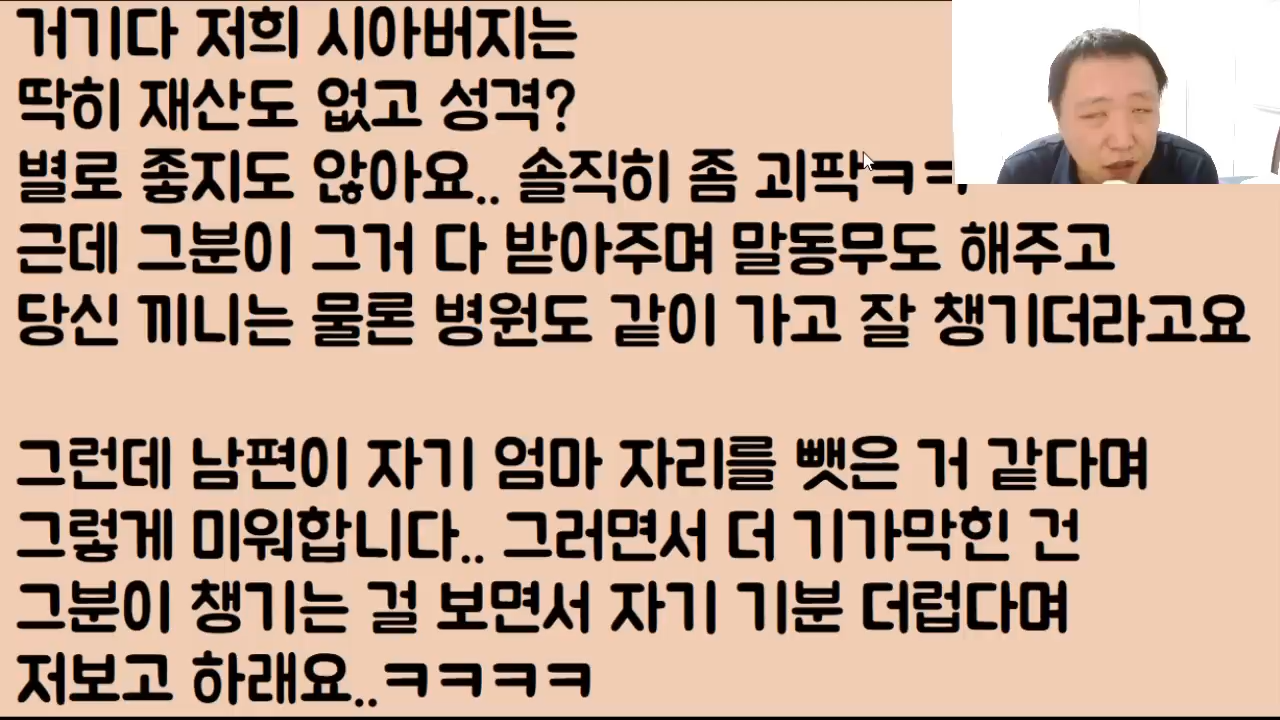 거기다 저희 시아버지는
딱히 재산도 없고 성격?
별로 좋지도 않아요.. 솔직히 좀 괴팍ㅋㅋ
근데 그분이 그거 다 받아주며 말동무도 해주고
당신 끼니는 물론 병원도 같이 가고 잘 챙기더라고요
그런데 남편이 자기 엄마 자리를 뺏은 거 같다며
그렇게 미워합니다.. 그러면서 더 기가막힌 건
그분이 챙기는 걸 보면서 자기 기분 더럽다며
저보고 하래요..ㅋㅋㅋㅋ